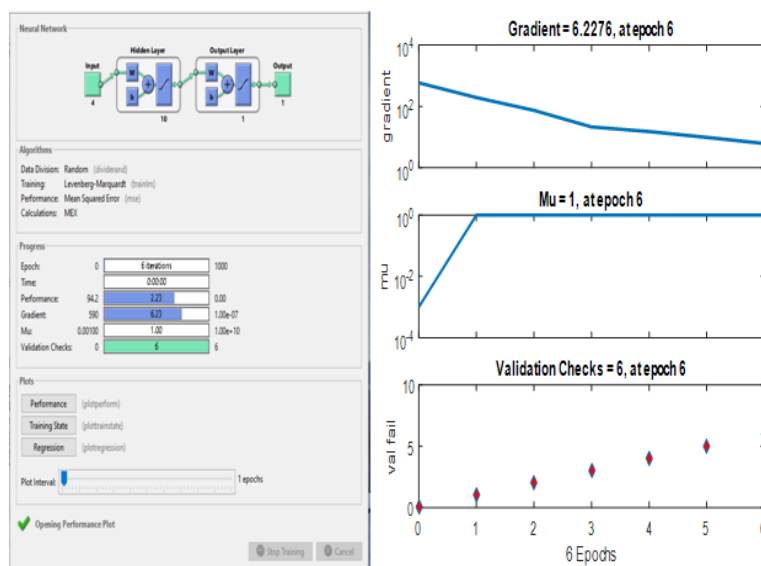 Neural Network
Hidden Layer
Output Layer
Input
Output
W
b
W
b
4
10
1
1
Algorithms
Data Division: Random (dividerand)
Training: Levenberg-Marquardt (trainlm)
Performance: Mean Squared Error (mse)
Calculations: MEX
Progress
Epoch: 0 6 iterations 1000
Time: 0:00:00
Performance: 94.2 2.23 0.00
Gradient: 590 6.23 1.00e-07
Mu: 0.00100 1.00 1.00e+10
Validation Checks: 0 6 6
Plots
Performance (plotperform)
Training State (plottrainstate)
Regression (plotregression)
Plot Interval: 1 epochs
Opening Performance Plot
Stop Training Cancel
Gradient = 6.2276, at epoch 6
gradient
10^4
10^2
10^0
Mu = 1, at epoch 6
mu
10^0
10^-2
10^-4
Validation Checks = 6, at epoch 6
val fail
10
5
0
0 1 2 3 4 5
6 Epochs